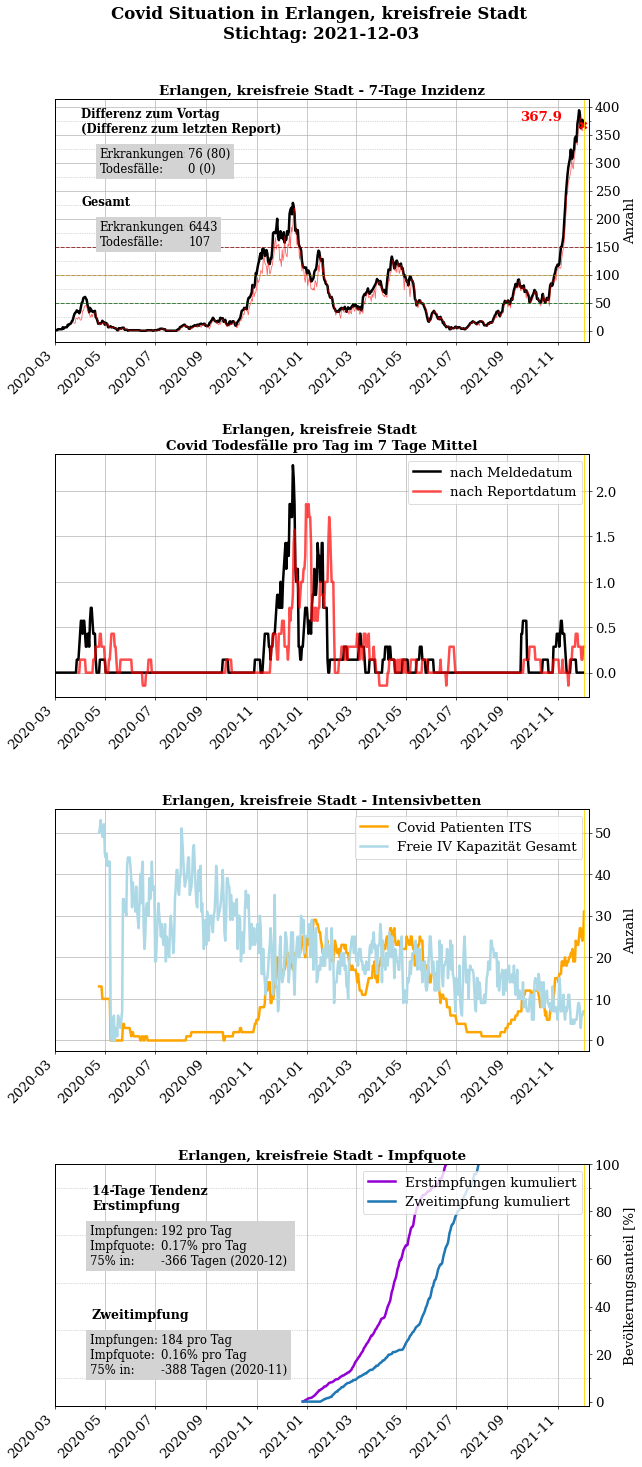 Covid Situation in Erlangen, kreisfreie Stadt
Stichtag: 2021-12-03
Erlangen, kreisfreie Stadt - 7-Tage Inzidenz
Differenz zum Vortag
(Differenz zum letzten Report)
Erkrankungen 76 (80)
Todesfälle: 0 (0)
Gesamt
Erkrankungen 6443
Todesfälle: 107
367.9
400
350
300
250
200
150
100
50
0
Anzahl
2020-03
2020-05
2020-07
2020-09
2020-11
2021-01
2021-03
2021-05
2021-07
2021-09
2021-11
Erlangen, kreisfreie Stadt
Covid Todesfälle pro Tag im 7 Tage Mittel
nach Meldedatum
nach Reportdatum
2.0
1.5
1.0
0.5
0.0
2020-03
2020-05
2020-07
2020-09
2020-11
2021-01
2021-03
2021-05
2021-07
2021-09
2021-11
Erlangen, kreisfreie Stadt - Intensivbetten
Covid Patienten ITS
Freie IV Kapazität Gesamt
50
40
30
20
10
0
Anzahl
2020-03
2020-05
2020-07
2020-09
2020-11
2021-01
2021-03
2021-05
2021-07
2021-09
2021-11
Erlangen, kreisfreie Stadt - Impfquote
14-Tage Tendenz
Erstimpfung
Impfungen: 192 pro Tag
Impfquote: 0.17% pro Tag
75% in: -366 Tagen (2020-12)
Zweitimpfung
Impfungen: 184 pro Tag
Impfquote: 0.16% pro Tag
75% in: -388 Tagen (2020-11)
Erstimpfungen kumuliert
Zweitimpfung kumuliert
100
80
60
40
20
0
Bevölkerungsanteil [%]
2020-03
2020-05
2020-07
2020-09
2020-11
2021-01
2021-03
2021-05
2021-07
2021-09
2021-11